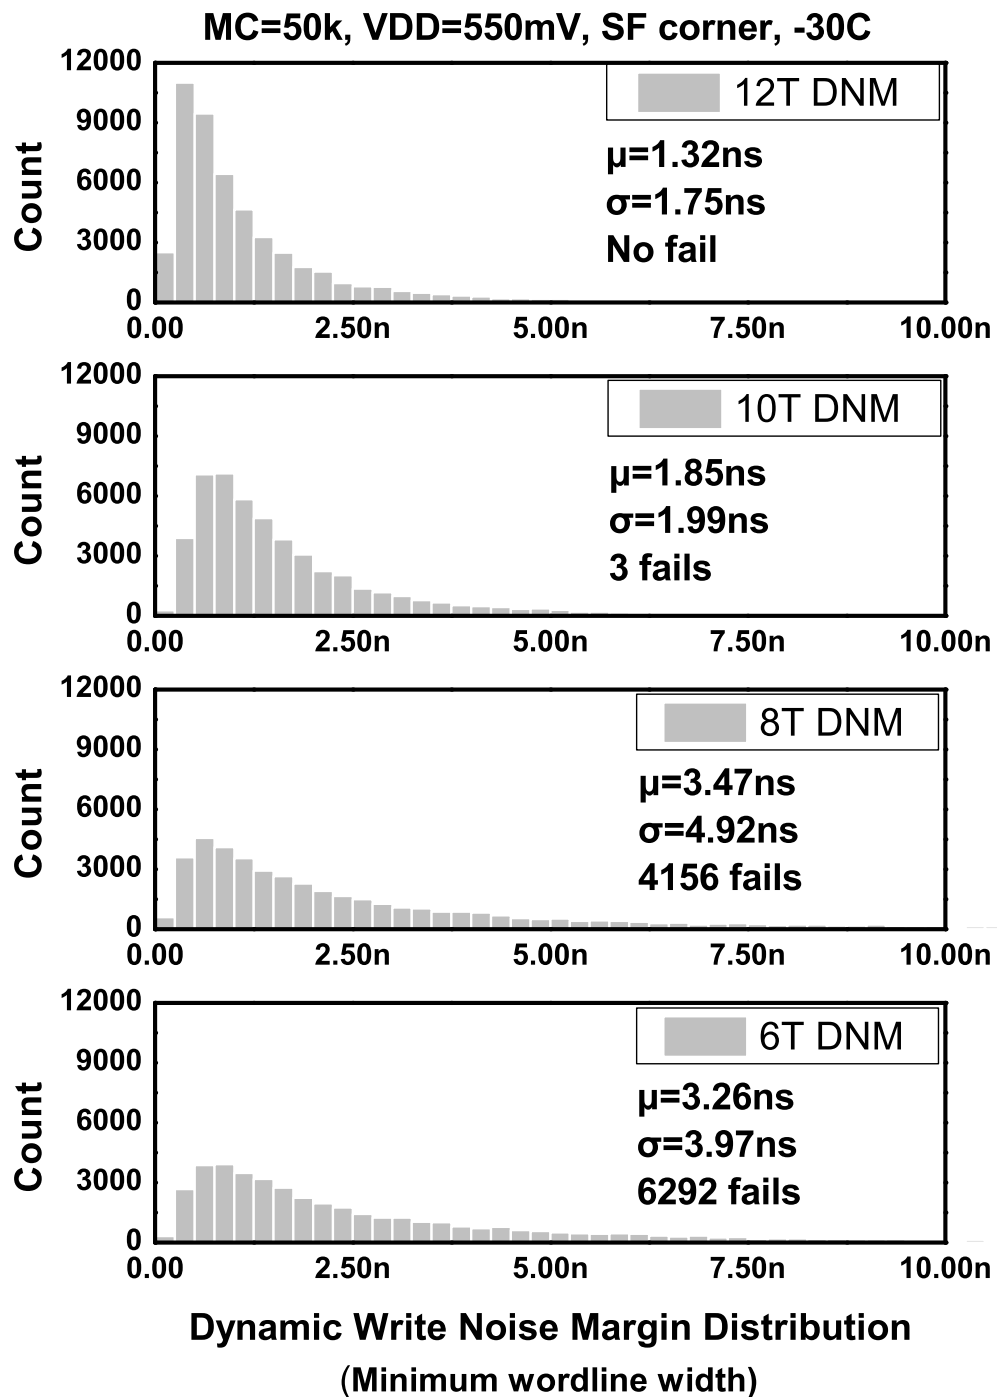 MC=50k, VDD=550mV, SF corner, -30C
12000
9000
6000
3000
0
Count
12T DNM
μ=1.32ns
σ=1.75ns
No fail
0.00 2.50n 5.00n 7.50n 10.00n
12000
9000
6000
3000
0
Count
10T DNM
μ=1.85ns
σ=1.99ns
3 fails
0.00 2.50n 5.00n 7.50n 10.00n
12000
9000
6000
3000
0
Count
8T DNM
μ=3.47ns
σ=4.92ns
4156 fails
0.00 2.50n 5.00n 7.50n 10.00n
12000
9000
6000
3000
0
Count
6T DNM
μ=3.26ns
σ=3.97ns
6292 fails
0.00 2.50n 5.00n 7.50n 10.00n
Dynamic Write Noise Margin Distribution
(Minimum wordline width)